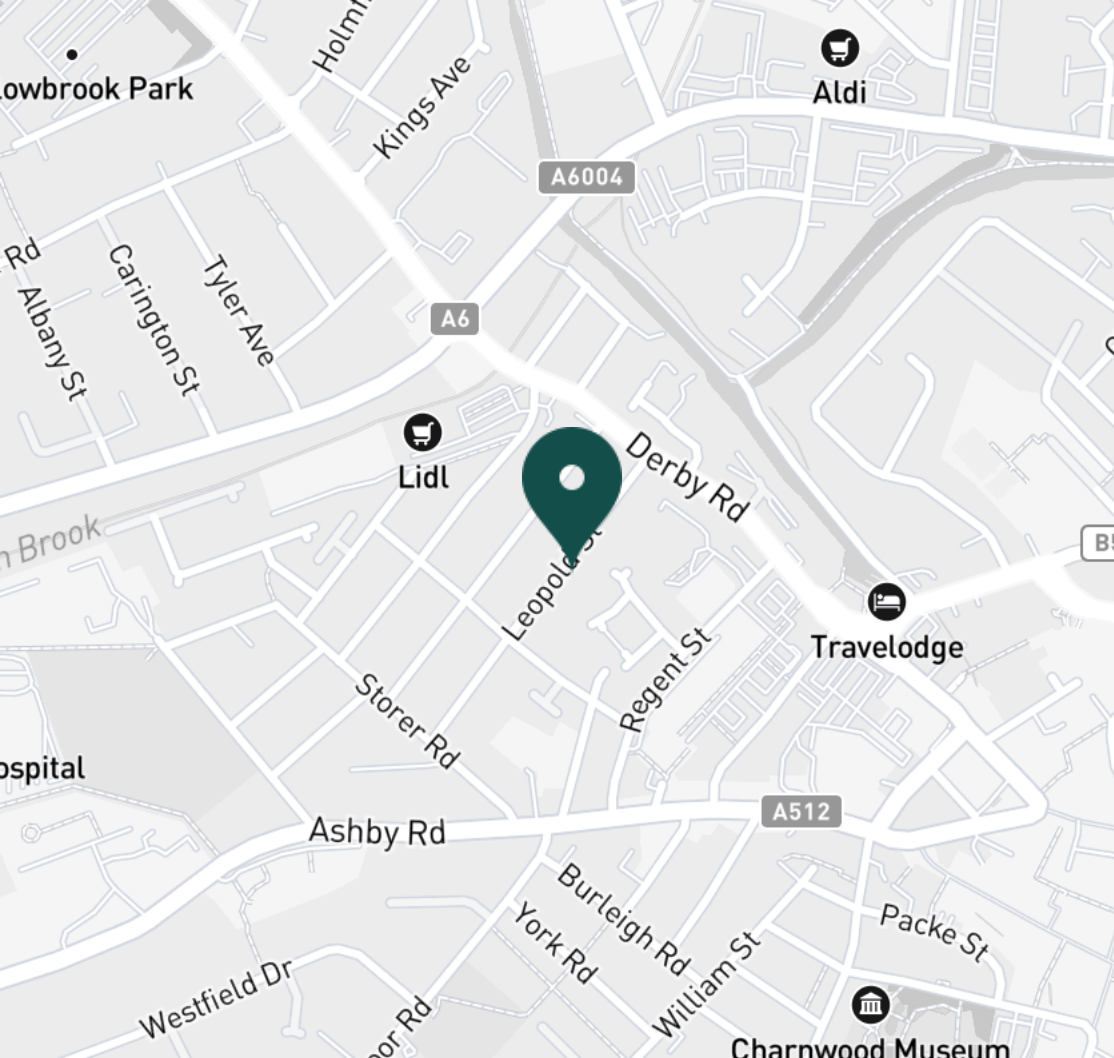 Holmf
Aldi
lowbrook Park
Kings Ave
A6004
Rd
Albany St
Carington St
Tyler Ave
A6
Lidl
Derby Rd
n Brook
B5
Leopold St
Travelodge
Regent St
Storer Rd
ospital
A512
Ashby Rd
Burleigh Rd
York Rd
Packe St
William St
Westfield Dr
oor Rd
Charnwood Museum